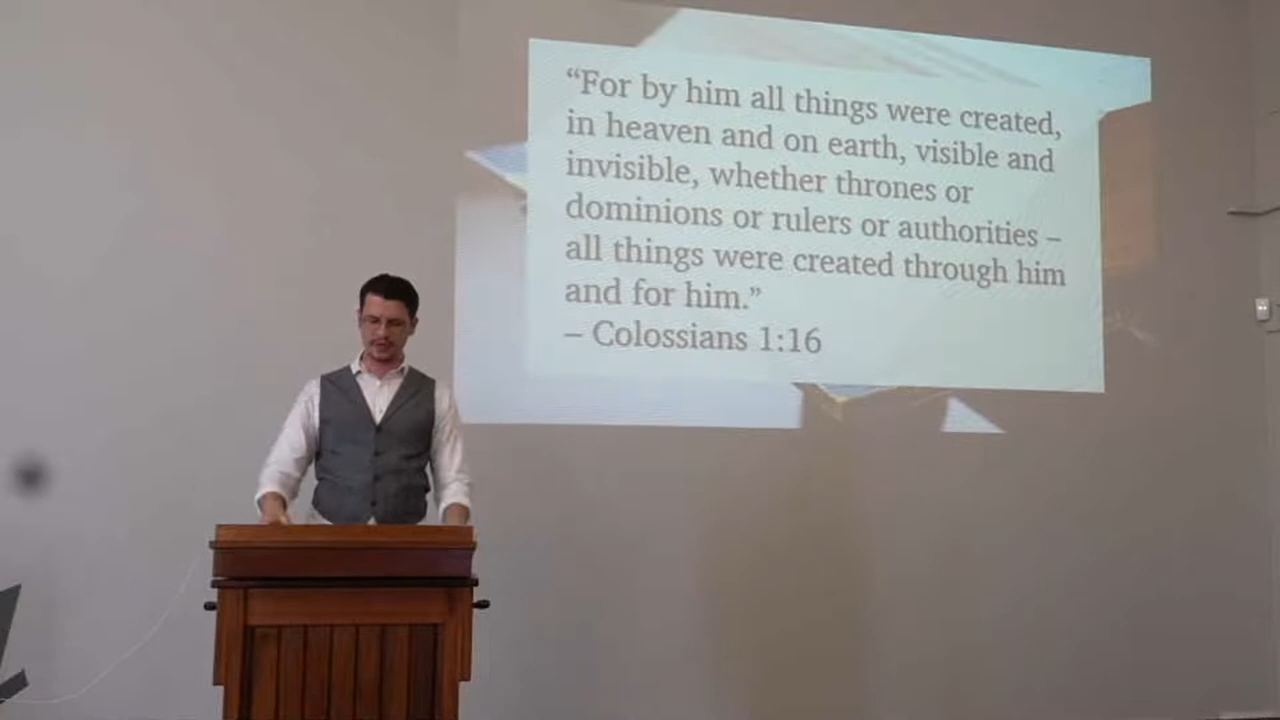 “For by him all things were created,
in heaven and on earth, visible and
invisible, whether thrones or
dominions or rulers or authorities –
all things were created through him
and for him.”
– Colossians 1:16